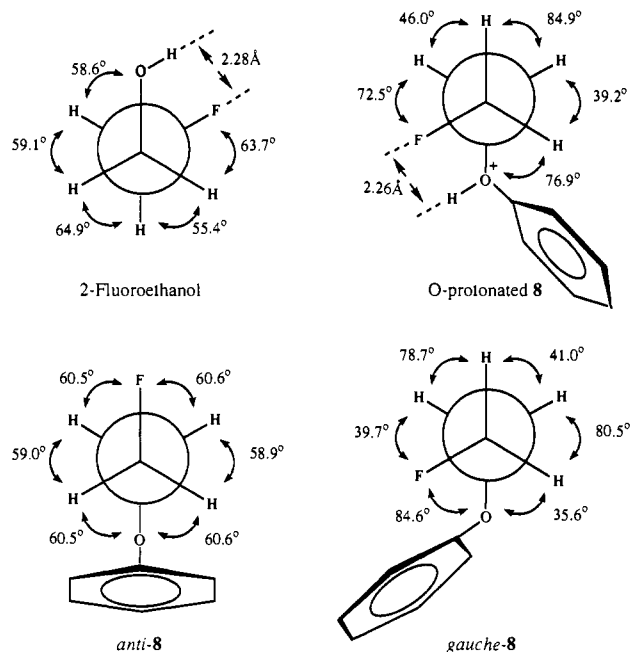 O H
58.6° 2.28Å
H F
59.1° 63.7°
H H
64.9° H 55.4°
2-Fluoroethanol
46.0° H 84.9°
H H
72.5° 39.2°
F H
+
2.26Å H O 76.9°
O-protonated 8
60.5° F 60.6°
H H
59.0° 58.9°
H H
60.5° O 60.6°
anti-8
78.7° H 41.0°
H H
39.7° 80.5°
F H
84.6° O 35.6°
gauche-8